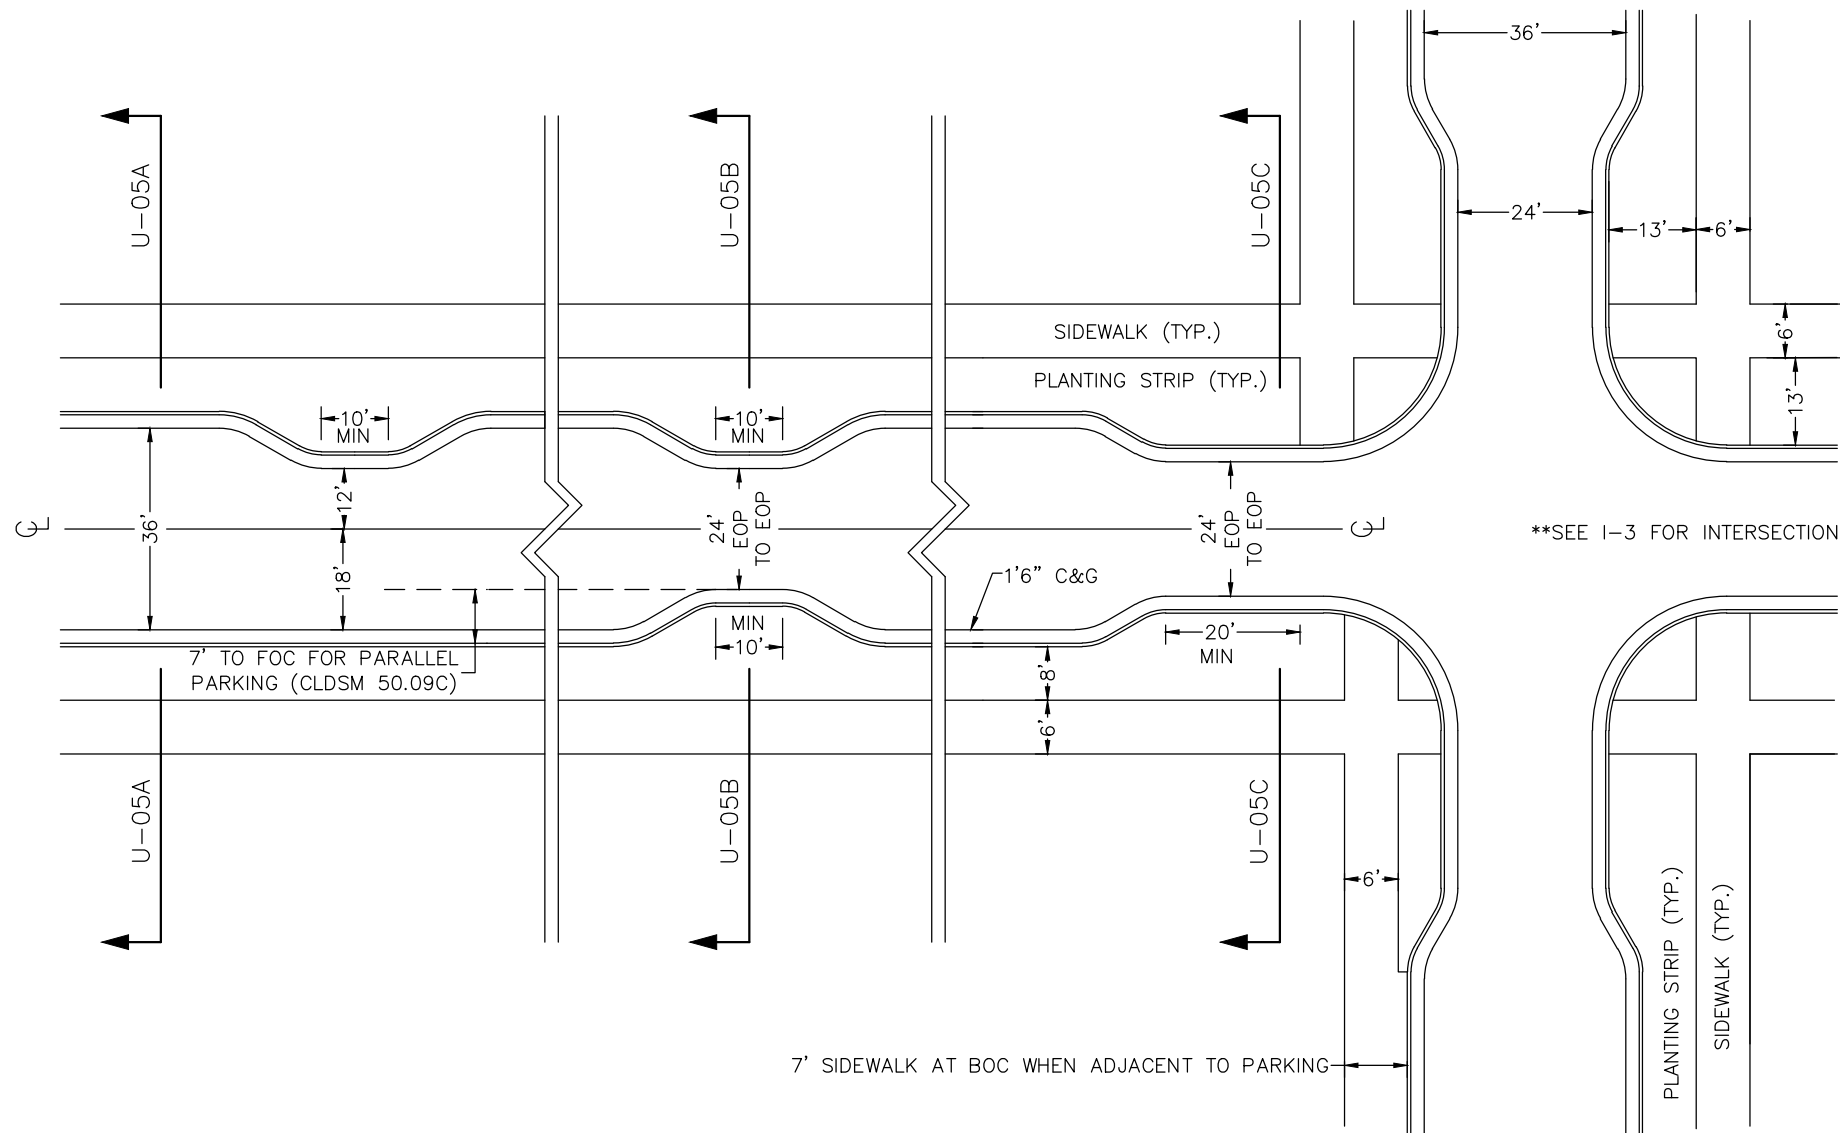 36'
U-05A
U-05B
U-05C
24'
13'
6'
SIDEWALK (TYP.)
6'
PLANTING STRIP (TYP.)
13'
10'
MIN
10'
MIN
12'
36'
18'
24'
EOP
TO EOP
24'
EOP
TO EOP
℄
℄
**SEE I-3 FOR INTERSECTION
1'6" C&G
7' TO FOC FOR PARALLEL
PARKING (CLDSM 50.09C)
MIN
10'
20'
MIN
8'
6'
U-05A
U-05B
U-05C
6'
PLANTING STRIP (TYP.)
SIDEWALK (TYP.)
7' SIDEWALK AT BOC WHEN ADJACENT TO PARKING